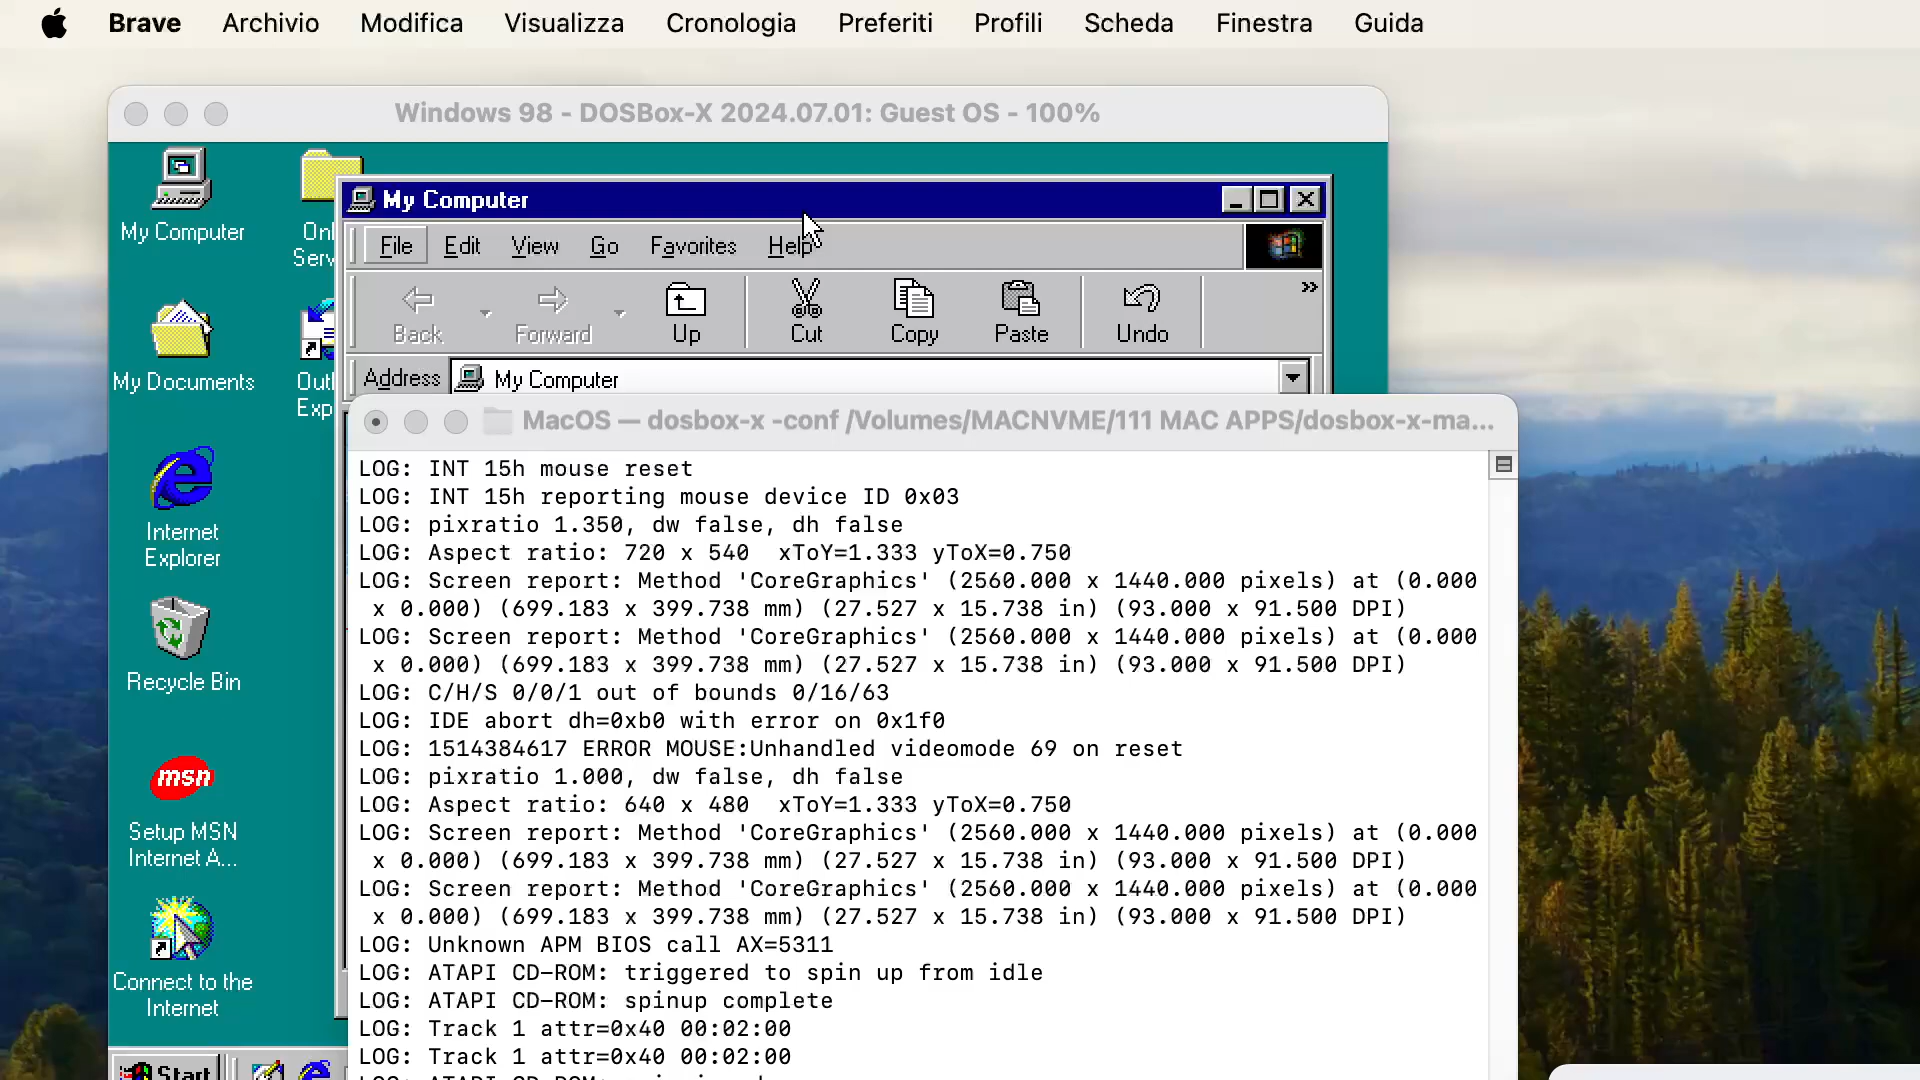 Brave Archivio Modifica Visualizza Cronologia Preferiti Profili Scheda Finestra Guida
Windows 98 - DOSBox-X 2024.07.01: Guest OS - 100%
My Computer
My Documents
Internet
Explorer
Recycle Bin
msn
Setup MSN
Internet A...
Connect to the
Internet
Start
My Computer
File Edit View Go Favorites Help
Back Forward Up Cut Copy Paste Undo »
Address My Computer
MacOS — dosbox-x -conf /Volumes/MACNVME/111 MAC APPS/dosbox-x-ma...
LOG: INT 15h mouse reset
LOG: INT 15h reporting mouse device ID 0x03
LOG: pixratio 1.350, dw false, dh false
LOG: Aspect ratio: 720 x 540  xToY=1.333 yToX=0.750
LOG: Screen report: Method 'CoreGraphics' (2560.000 x 1440.000 pixels) at (0.000
 x 0.000) (699.183 x 399.738 mm) (27.527 x 15.738 in) (93.000 x 91.500 DPI)
LOG: Screen report: Method 'CoreGraphics' (2560.000 x 1440.000 pixels) at (0.000
 x 0.000) (699.183 x 399.738 mm) (27.527 x 15.738 in) (93.000 x 91.500 DPI)
LOG: C/H/S 0/0/1 out of bounds 0/16/63
LOG: IDE abort dh=0xb0 with error on 0x1f0
LOG: 1514384617 ERROR MOUSE:Unhandled videomode 69 on reset
LOG: pixratio 1.000, dw false, dh false
LOG: Aspect ratio: 640 x 480  xToY=1.333 yToX=0.750
LOG: Screen report: Method 'CoreGraphics' (2560.000 x 1440.000 pixels) at (0.000
 x 0.000) (699.183 x 399.738 mm) (27.527 x 15.738 in) (93.000 x 91.500 DPI)
LOG: Screen report: Method 'CoreGraphics' (2560.000 x 1440.000 pixels) at (0.000
 x 0.000) (699.183 x 399.738 mm) (27.527 x 15.738 in) (93.000 x 91.500 DPI)
LOG: Unknown APM BIOS call AX=5311
LOG: ATAPI CD-ROM: triggered to spin up from idle
LOG: ATAPI CD-ROM: spinup complete
LOG: Track 1 attr=0x40 00:02:00
LOG: Track 1 attr=0x40 00:02:00